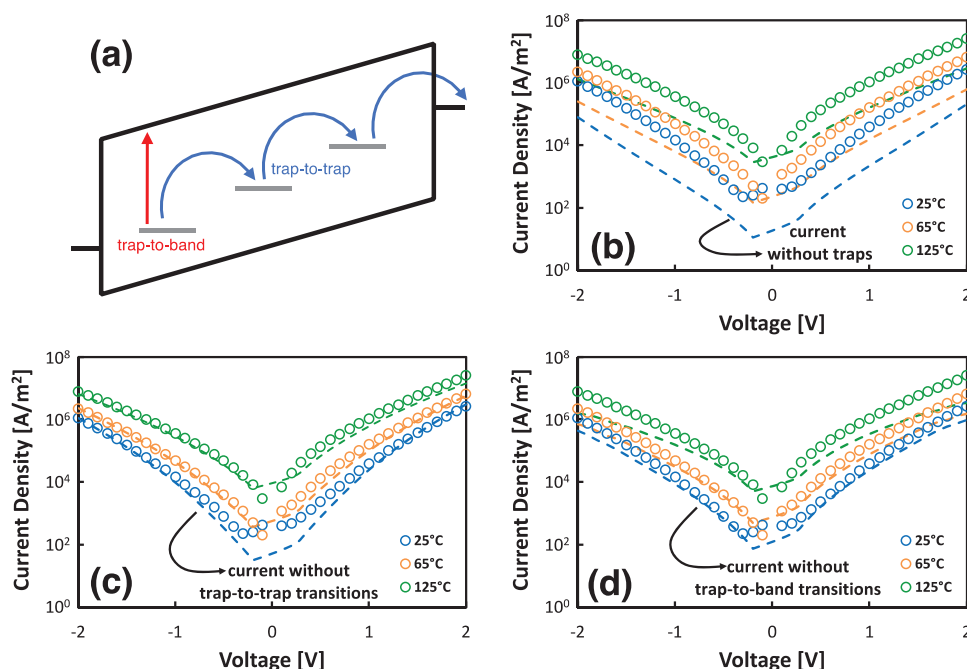 (a)
trap-to-trap
trap-to-band
Current Density [A/m²]
10⁸
10⁶
10⁴
10²
10⁰
25°C
65°C
125°C
current
without traps
(b)
-2 -1 0 1 2
Voltage [V]
Current Density [A/m²]
10⁸
10⁶
10⁴
10²
10⁰
25°C
65°C
125°C
current without
trap-to-trap transitions
(c)
-2 -1 0 1 2
Voltage [V]
Current Density [A/m²]
10⁸
10⁶
10⁴
10²
10⁰
25°C
65°C
125°C
current without
trap-to-band transitions
(d)
-2 -1 0 1 2
Voltage [V]